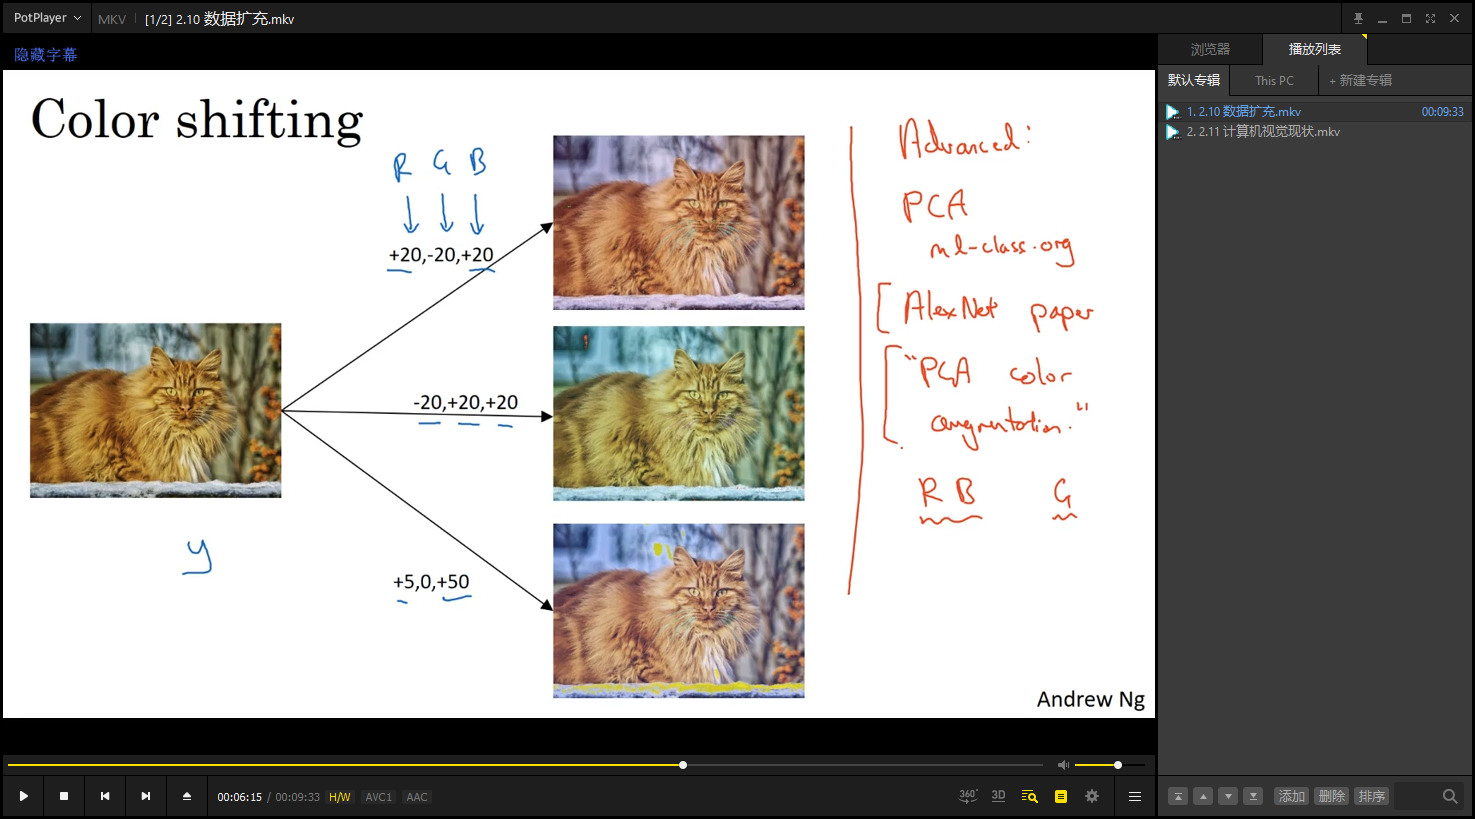 PotPlayer
MKV
[1/2] 2.10 数据扩充.mkv
隐藏字幕
浏览器
播放列表
默认专辑
This PC
+ 新建专辑
1. 2.10 数据扩充.mkv 00:09:33
2. 2.11 计算机视觉现状.mkv
Color shifting
R G B
+20,-20,+20
-20,+20,+20
+5,0,+50
y
Advanced:
PCA
ml-class.org
[AlexNet paper
["PCA color
augmentation."
R B G
Andrew Ng
00:06:15 / 00:09:33 H/W AVC1 AAC
360° 3D
添加 删除 排序